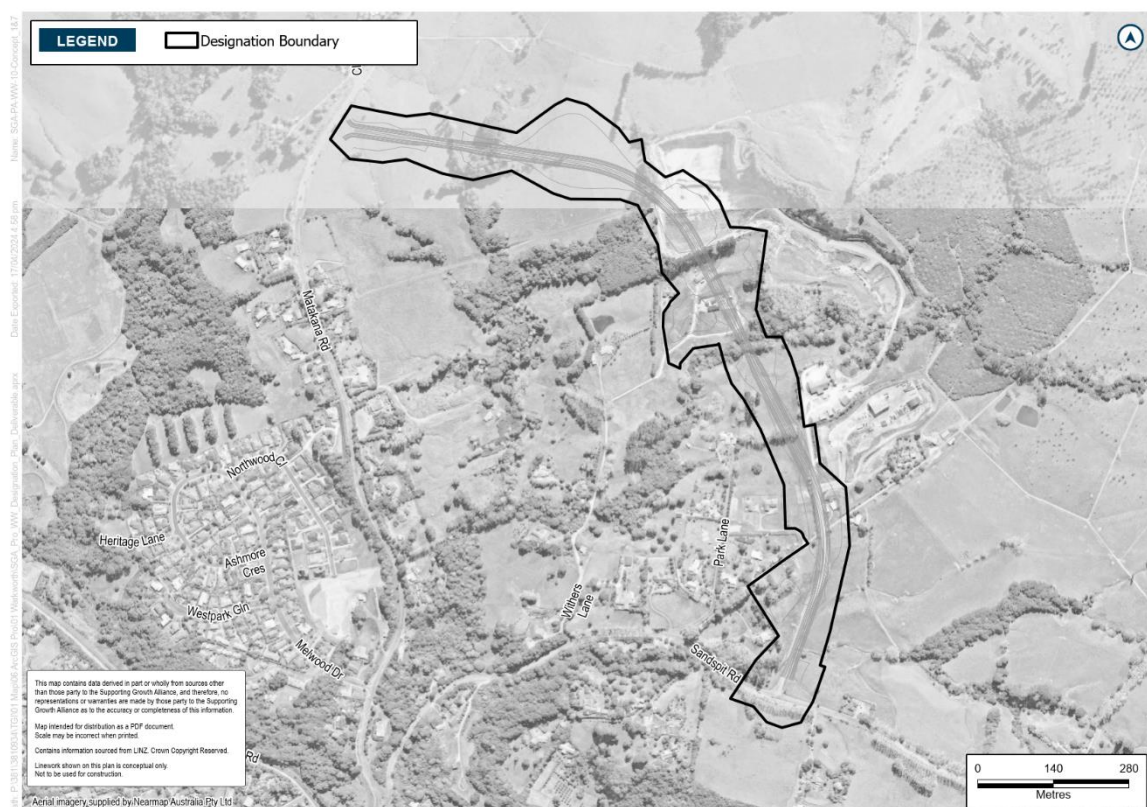 LEGEND
Designation Boundary
Matakana Rd
Northwood Cl
Heritage Lane
Ashmore
Cres
Westpark Gln
Melwood Dr
Withers
Lane
Park Lane
Sandspit Rd
Rd
This map contains data derived in part or wholly from sources other
than those party to the Supporting Growth Alliance, and therefore, no
representations or warranties are made by those party to the Supporting
Growth Alliance as to the accuracy or completeness of this information.
Map intended for distribution as a PDF document.
Scale may be incorrect when printed.
Contains information sourced from LINZ. Crown Copyright Reserved.
Linework shown on this plan is conceptual only.
Not to be used for construction.
Aerial imagery supplied by Nearmap Australia Pty Ltd
0 140 280
Metres